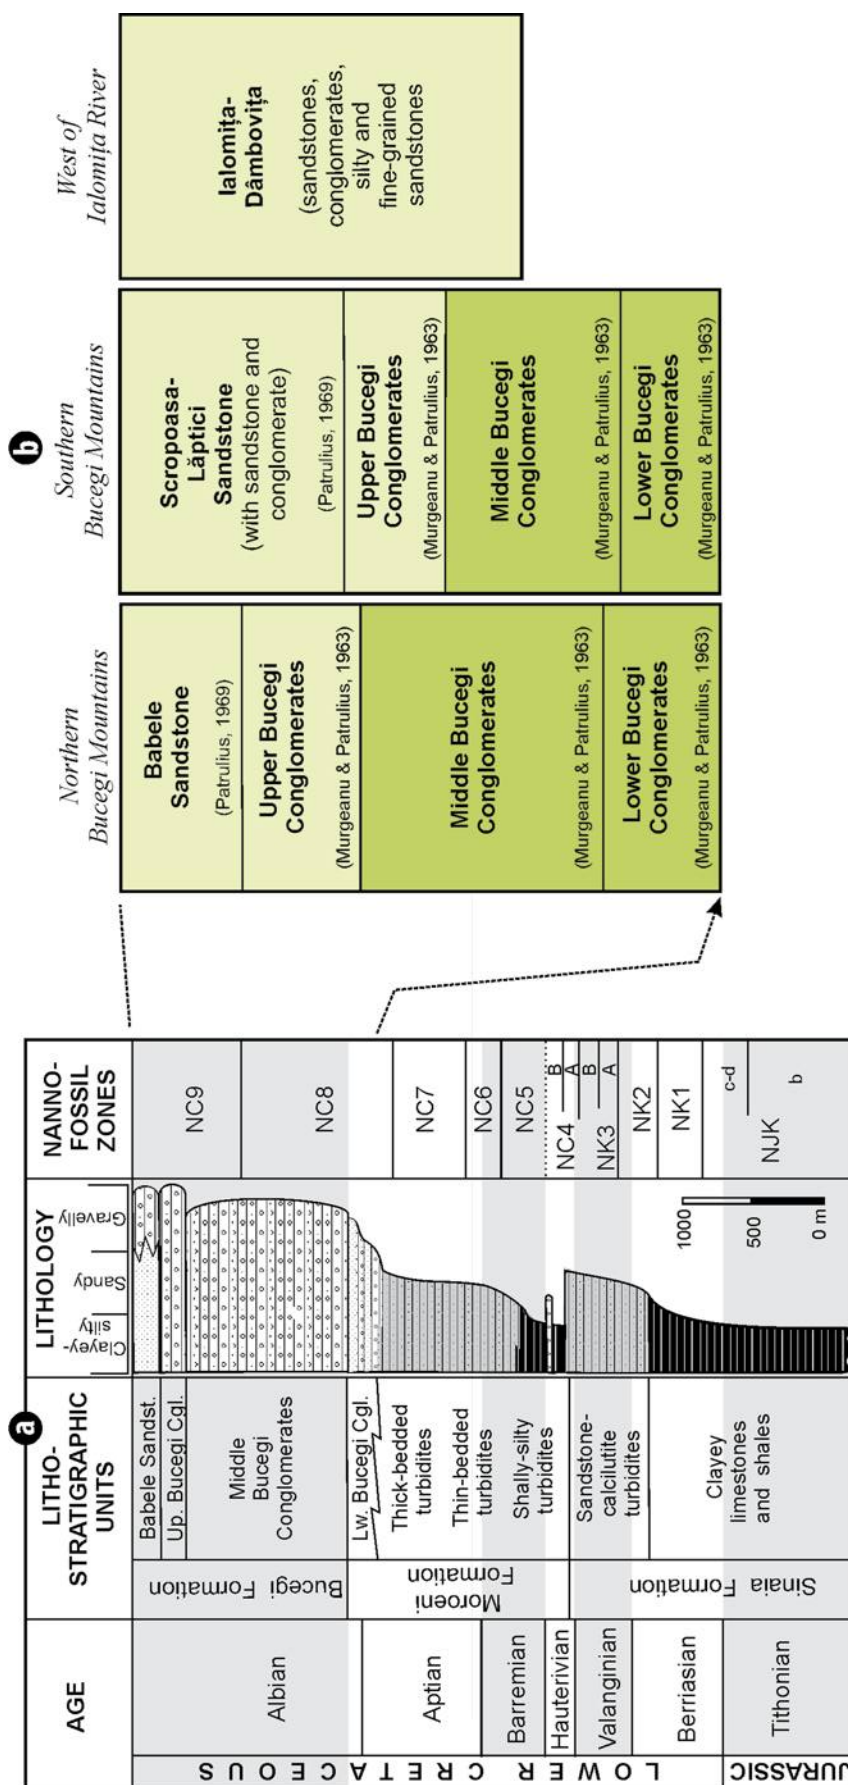 a
AGE
LITHO-
STRATIGRAPHIC
UNITS
LITHOLOGY
Clayey-
silty
Sandy
Gravelly
NANNO-
FOSSIL
ZONES
LOWER CRETACEOUS
JURASSIC
Albian
Aptian
Barremian
Hauterivian
Valanginian
Berriasian
Tithonian
Bucegi Formation
Moroeni
Formation
Sinaia Formation
Babele Sandst.
Up. Bucegi Cgl.
Middle
Bucegi
Conglomerates
Lw. Bucegi Cgl.
Thick-bedded
turbidites
Thin-bedded
turbidites
Shally-silty
turbidites
Sandstone-
calcilutite
turbidites
Clayey
limestones
and shales
1000
500
0 m
NC9
NC8
NC7
NC6
NC5
NC4
B
A
NK3
B
A
NK2
NK1
c-d
NJK
b
b
Northern
Bucegi Mountains
Babele
Sandstone
(Patrulius, 1969)
Upper Bucegi
Conglomerates
(Murgeanu & Patrulius, 1963)
Middle Bucegi
Conglomerates
(Murgeanu & Patrulius, 1963)
Lower Bucegi
Conglomerates
(Murgeanu & Patrulius, 1963)
Southern
Bucegi Mountains
Scropoasa-
Lăptici
Sandstone
(with sandstone and
conglomerate)
(Patrulius, 1969)
Upper Bucegi
Conglomerates
(Murgeanu & Patrulius, 1963)
Middle Bucegi
Conglomerates
(Murgeanu & Patrulius, 1963)
Lower Bucegi
Conglomerates
(Murgeanu & Patrulius, 1963)
West of
Ialomița River
Ialomița-
Dâmbovița
(sandstones,
conglomerates,
silty and
fine-grained
sandstones